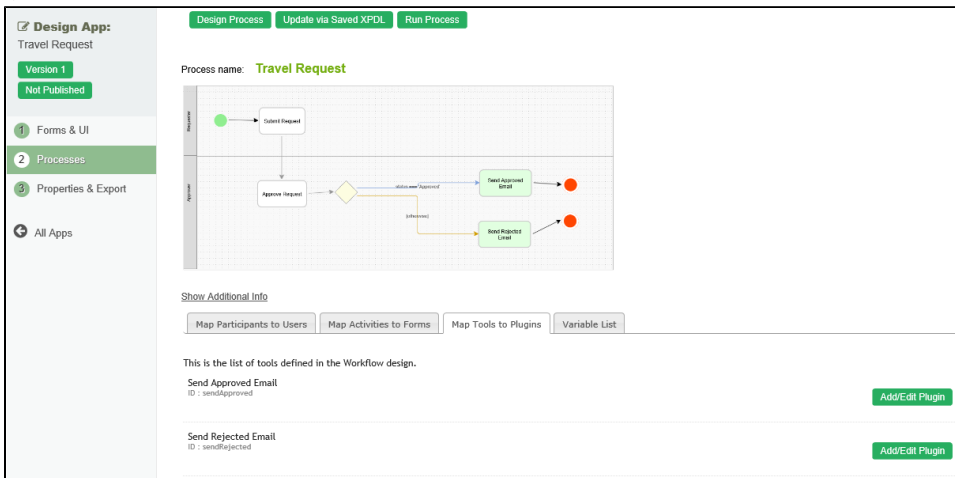 Design App:
Travel Request
Version 1
Not Published
1 Forms & UI
2 Processes
3 Properties & Export
All Apps
Design Process Update via Saved XPDL Run Process
Process name: Travel Request
Requester
Submit Request
Approver
Approve Request
status === 'Approved'
Send Approved
Email
(otherwise)
Send Rejected
Email
Show Additional Info
Map Participants to Users Map Activities to Forms Map Tools to Plugins Variable List
This is the list of tools defined in the Workflow design.
Send Approved Email
ID : sendApproved
Add/Edit Plugin
Send Rejected Email
ID : sendRejected
Add/Edit Plugin